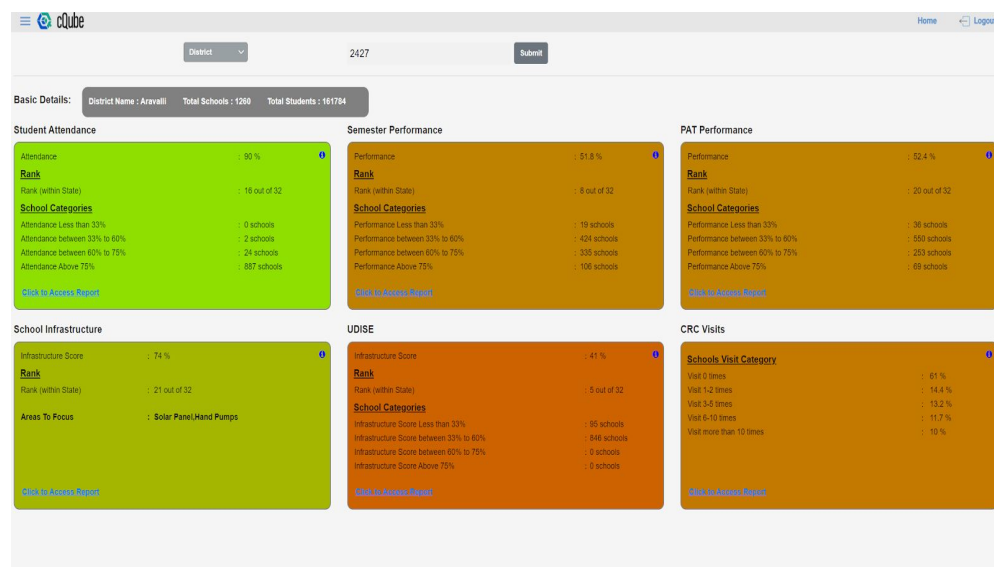 cQube
Home
Logou
District
2427
Submit
Basic Details:
District Name : Aravalli Total Schools : 1260 Total Students : 161784
Student Attendance
Attendance : 90 %
Rank
Rank (within State) : 16 out of 32
School Categories
Attendance Less than 33% : 0 schools
Attendance between 33% to 60% : 2 schools
Attendance between 60% to 75% : 24 schools
Attendance Above 75% : 887 schools
Click to Access Report
Semester Performance
Performance : 51.8 %
Rank
Rank (within State) : 8 out of 32
School Categories
Performance Less than 33% : 19 schools
Performance between 33% to 60% : 424 schools
Performance between 60% to 75% : 335 schools
Performance Above 75% : 106 schools
Click to Access Report
PAT Performance
Performance : 52.4 %
Rank
Rank (within State) : 20 out of 32
School Categories
Performance Less than 33% : 36 schools
Performance between 33% to 60% : 550 schools
Performance between 60% to 75% : 253 schools
Performance Above 75% : 69 schools
Click to Access Report
School Infrastructure
Infrastructure Score : 74 %
Rank
Rank (within State) : 21 out of 32
Areas To Focus : Solar Panel,Hand Pumps
Click to Access Report
UDISE
Infrastructure Score : 41 %
Rank
Rank (within State) : 5 out of 32
School Categories
Infrastructure Score Less than 33% : 95 schools
Infrastructure Score between 33% to 60% : 846 schools
Infrastructure Score between 60% to 75% : 0 schools
Infrastructure Score Above 75% : 0 schools
Click to Access Report
CRC Visits
Schools Visit Category
Visit 0 times : 61 %
Visit 1-2 times : 14.4 %
Visit 3-5 times : 13.2 %
Visit 6-10 times : 11.7 %
Visit more than 10 times : 10 %
Click to Access Report